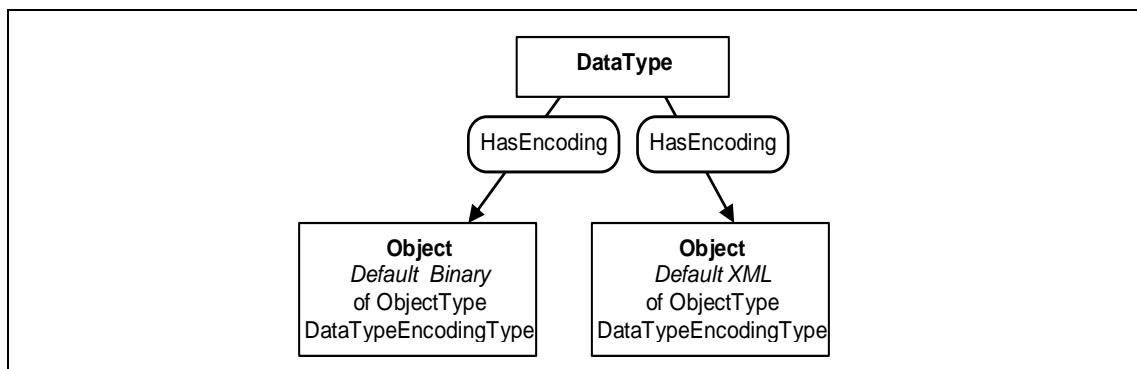 DataType
HasEncoding
HasEncoding
Object
Default Binary
of ObjectType
DataTypeEncodingType
Object
Default XML
of ObjectType
DataTypeEncodingType